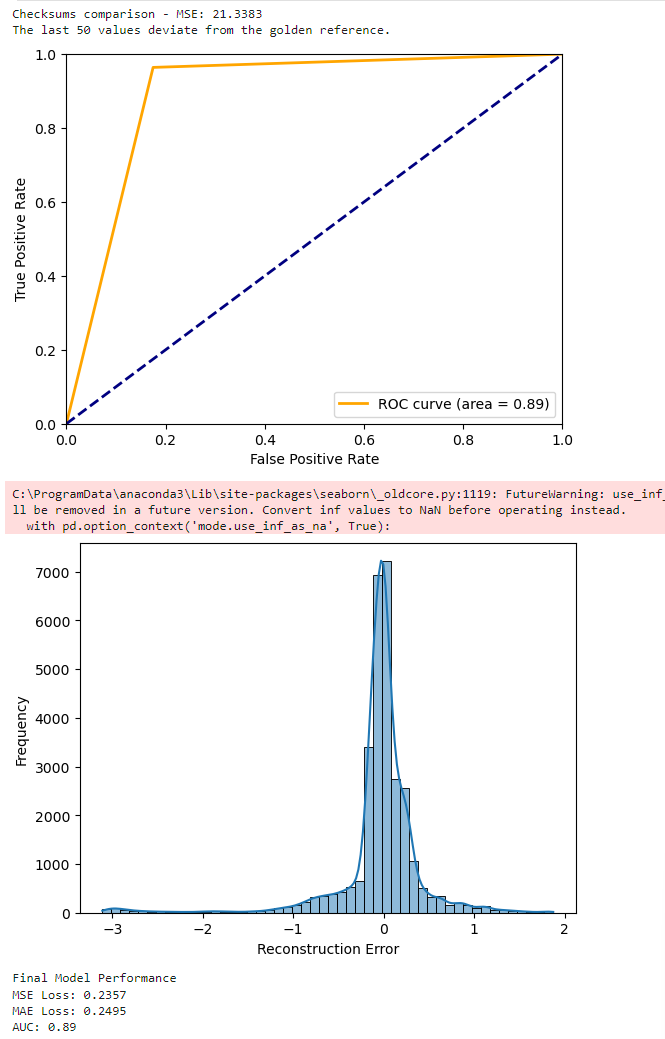 Checksums comparison - MSE: 21.3383
The last 50 values deviate from the golden reference.
1.0
0.8
0.6
0.4
0.2
0.0
True Positive Rate
ROC curve (area = 0.89)
0.0 0.2 0.4 0.6 0.8 1.0
False Positive Rate
C:\ProgramData\anaconda3\Lib\site-packages\seaborn\_oldcore.py:1119: FutureWarning: use_inf_
ll be removed in a future version. Convert inf values to NaN before operating instead.
with pd.option_context('mode.use_inf_as_na', True):
7000
6000
5000
4000
3000
2000
1000
0
Frequency
−3 −2 −1 0 1 2
Reconstruction Error
Final Model Performance
MSE Loss: 0.2357
MAE Loss: 0.2495
AUC: 0.89